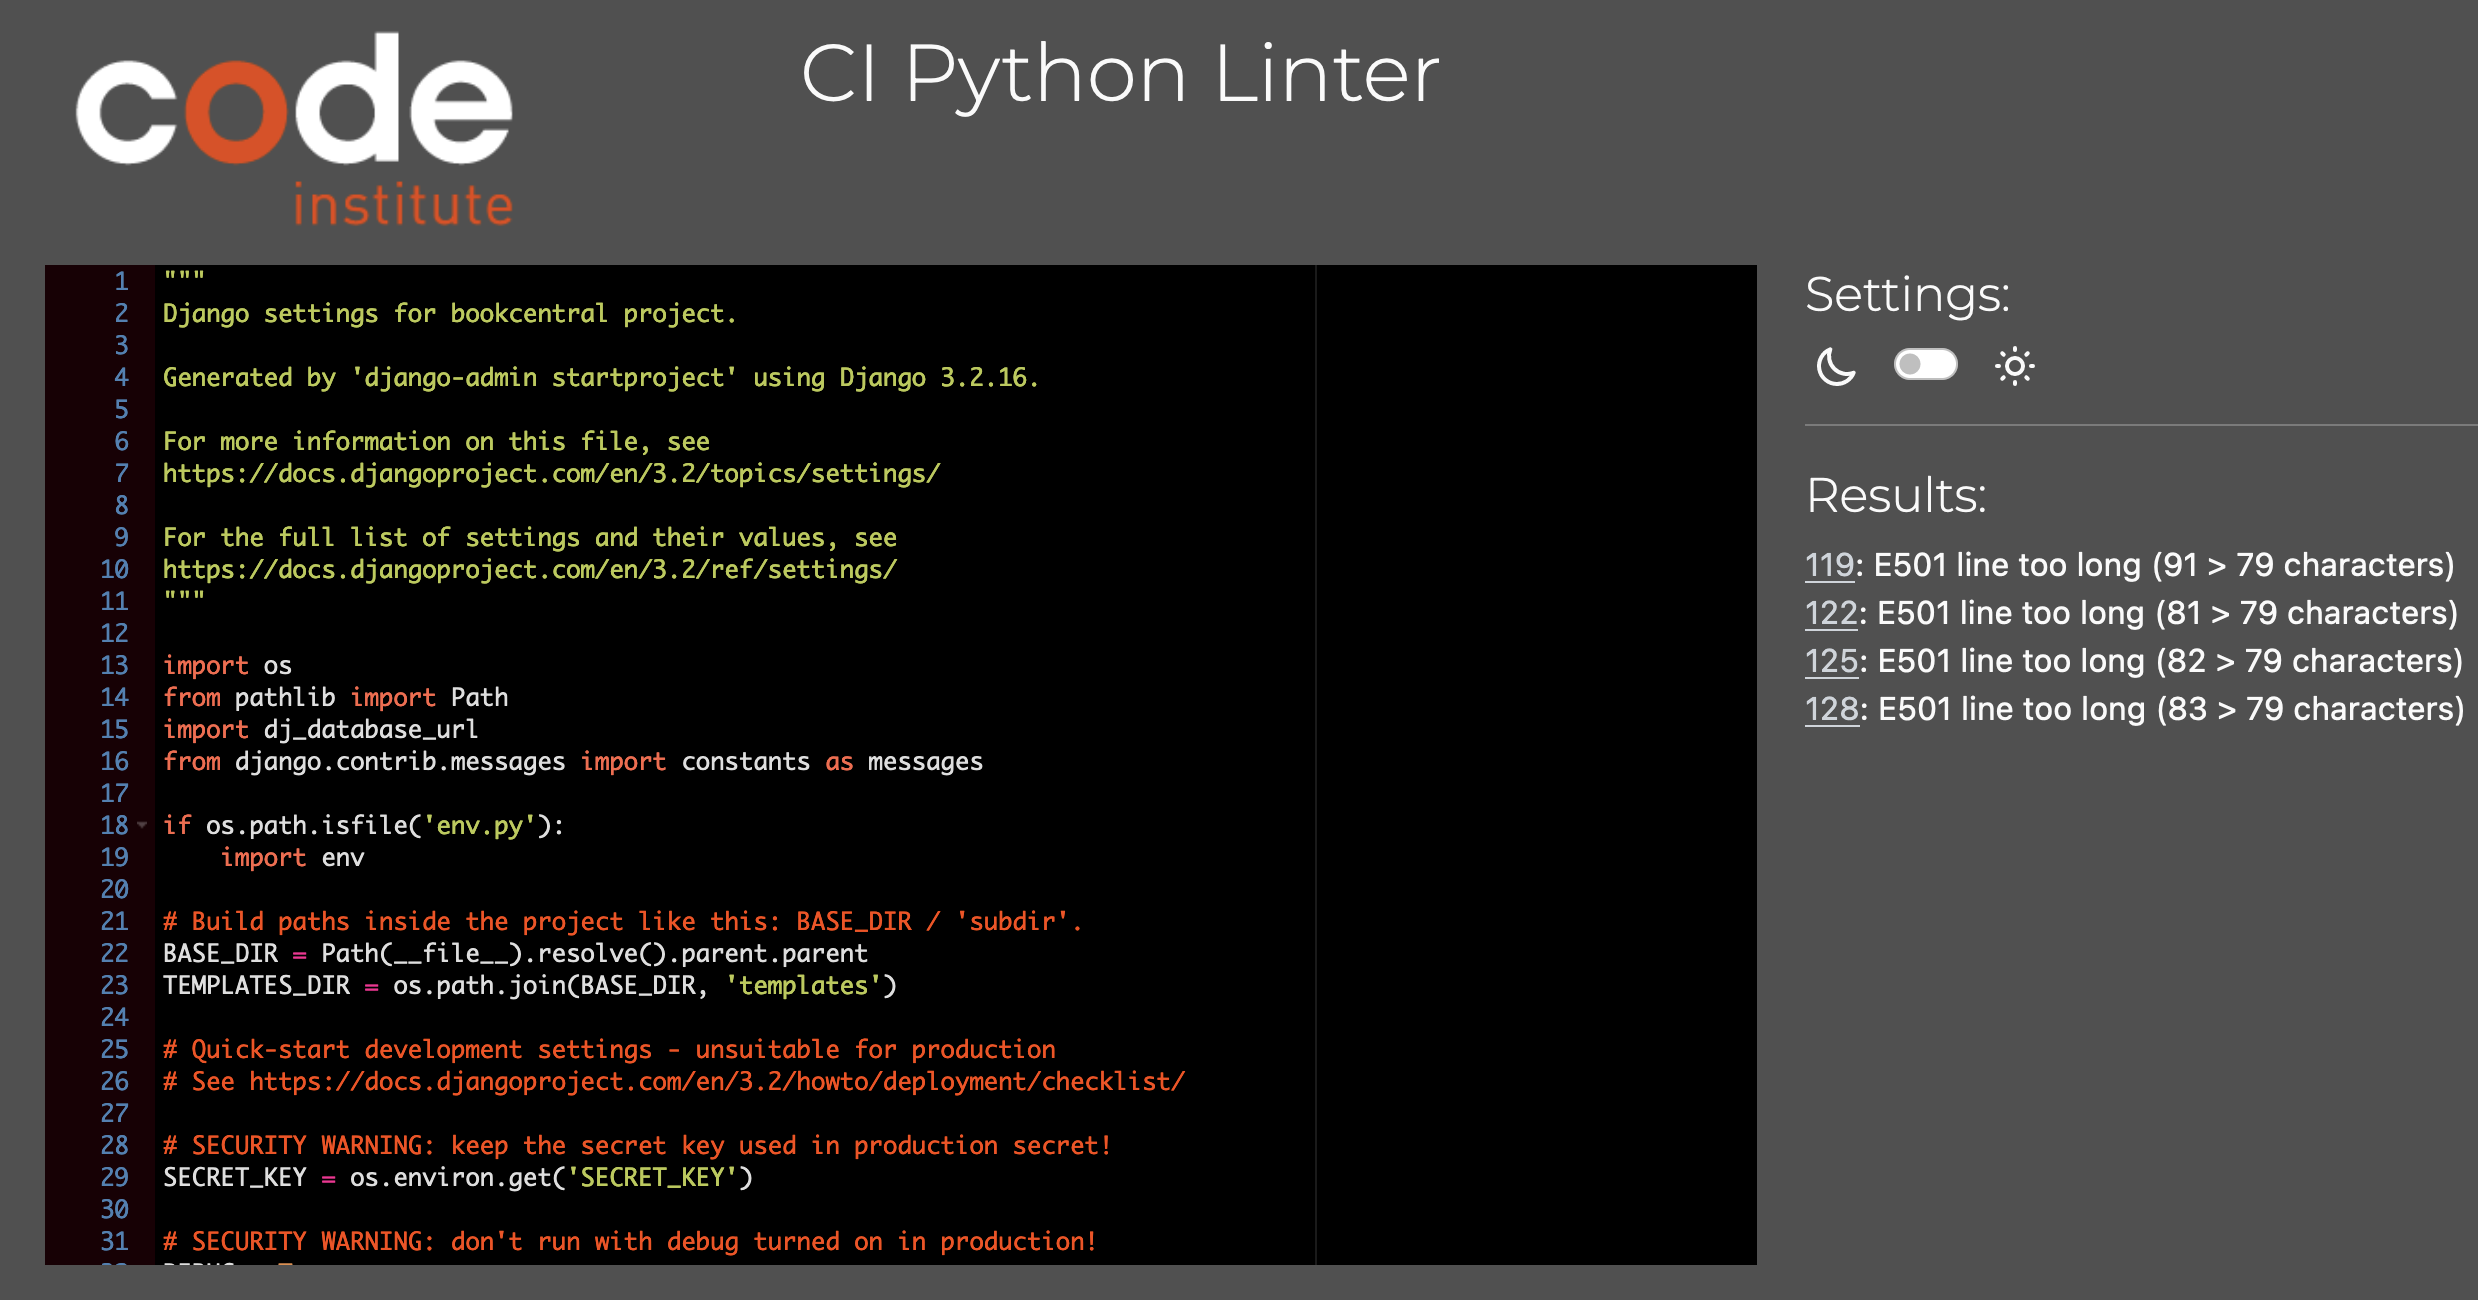 code
institute
CI Python Linter
1 """
2 Django settings for bookcentral project.
3
4 Generated by 'django-admin startproject' using Django 3.2.16.
5
6 For more information on this file, see
7 https://docs.djangoproject.com/en/3.2/topics/settings/
8
9 For the full list of settings and their values, see
10 https://docs.djangoproject.com/en/3.2/ref/settings/
11 """
12
13 import os
14 from pathlib import Path
15 import dj_database_url
16 from django.contrib.messages import constants as messages
17
18 if os.path.isfile('env.py'):
19     import env
20
21 # Build paths inside the project like this: BASE_DIR / 'subdir'.
22 BASE_DIR = Path(__file__).resolve().parent.parent
23 TEMPLATES_DIR = os.path.join(BASE_DIR, 'templates')
24
25 # Quick-start development settings - unsuitable for production
26 # See https://docs.djangoproject.com/en/3.2/howto/deployment/checklist/
27
28 # SECURITY WARNING: keep the secret key used in production secret!
29 SECRET_KEY = os.environ.get('SECRET_KEY')
30
31 # SECURITY WARNING: don't run with debug turned on in production!
Settings:
Results:
119: E501 line too long (91 > 79 characters)
122: E501 line too long (81 > 79 characters)
125: E501 line too long (82 > 79 characters)
128: E501 line too long (83 > 79 characters)